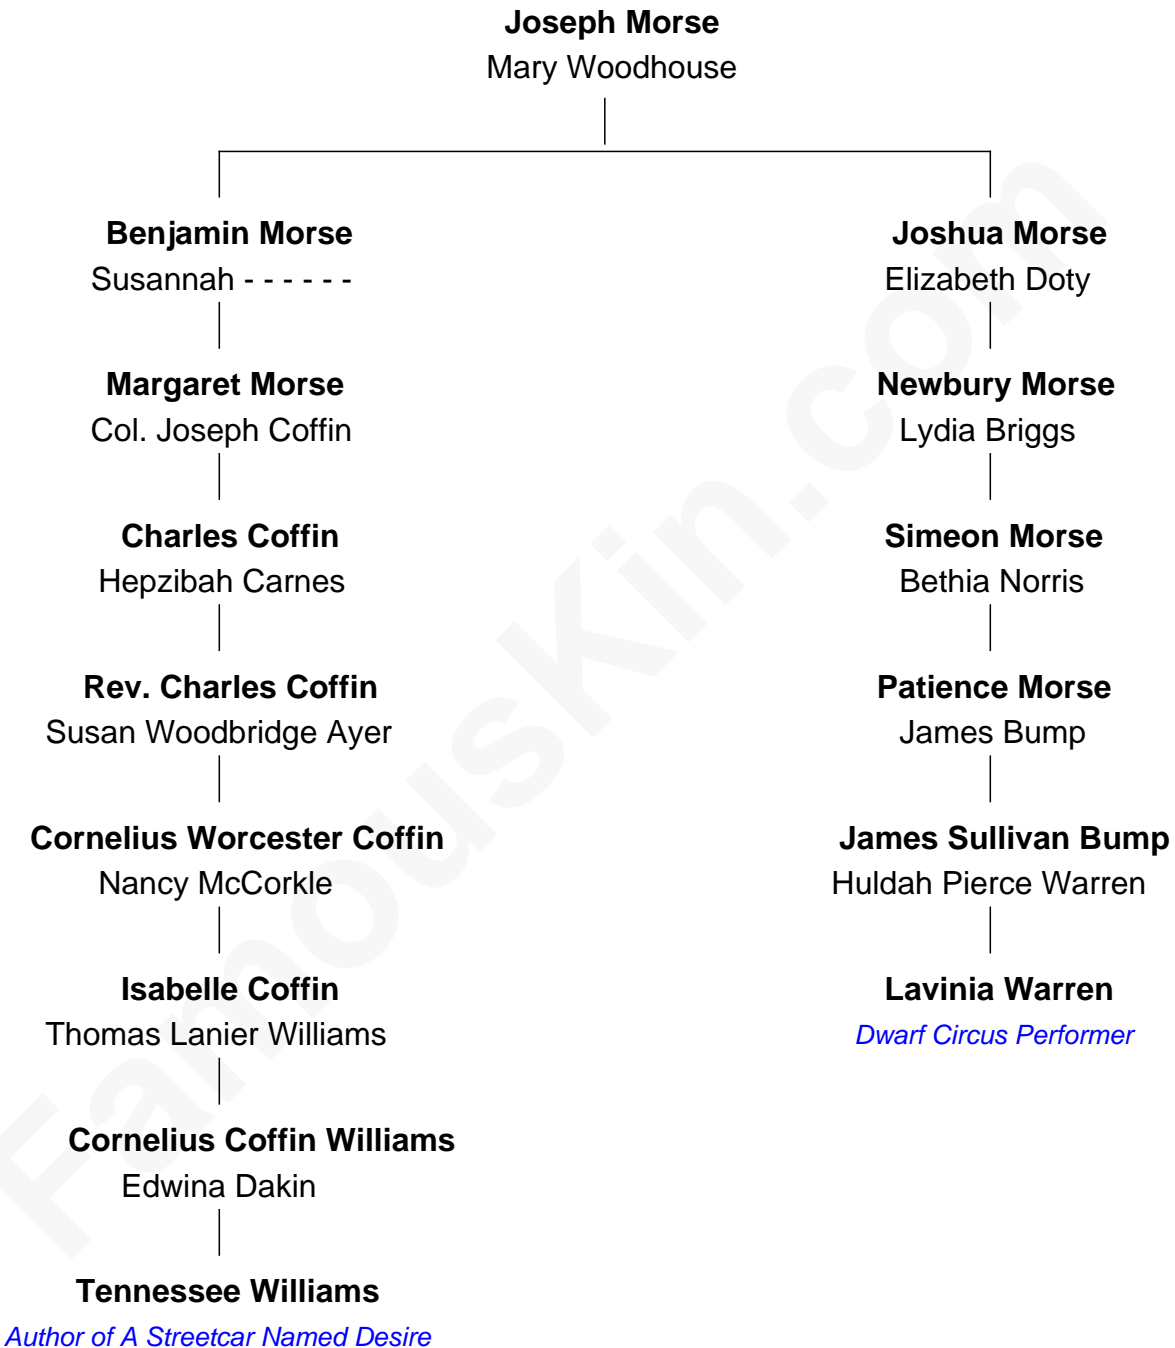 Joseph Morse
Mary Woodhouse
Benjamin Morse
Susannah - - - - - -
Joshua Morse
Elizabeth Doty
Margaret Morse
Col. Joseph Coffin
Newbury Morse
Lydia Briggs
Charles Coffin
Hepzibah Carnes
Simeon Morse
Bethia Norris
Rev. Charles Coffin
Susan Woodbridge Ayer
Patience Morse
James Bump
Cornelius Worcester Coffin
Nancy McCorkle
James Sullivan Bump
Huldah Pierce Warren
Isabelle Coffin
Thomas Lanier Williams
Lavinia Warren
Dwarf Circus Performer
Cornelius Coffin Williams
Edwina Dakin
Tennessee Williams
Author of A Streetcar Named Desire
FamousKin.com